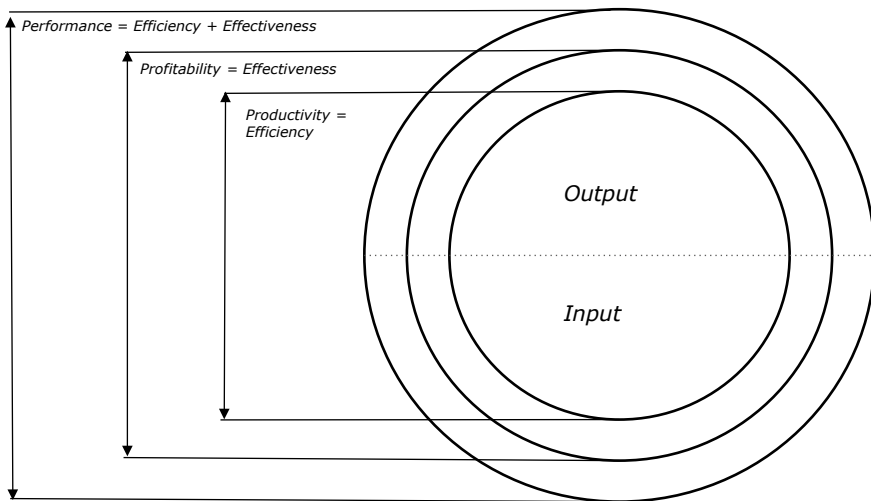 Performance = Efficiency + Effectiveness
Profitability = Effectiveness
Productivity =
Efficiency
Output
Input